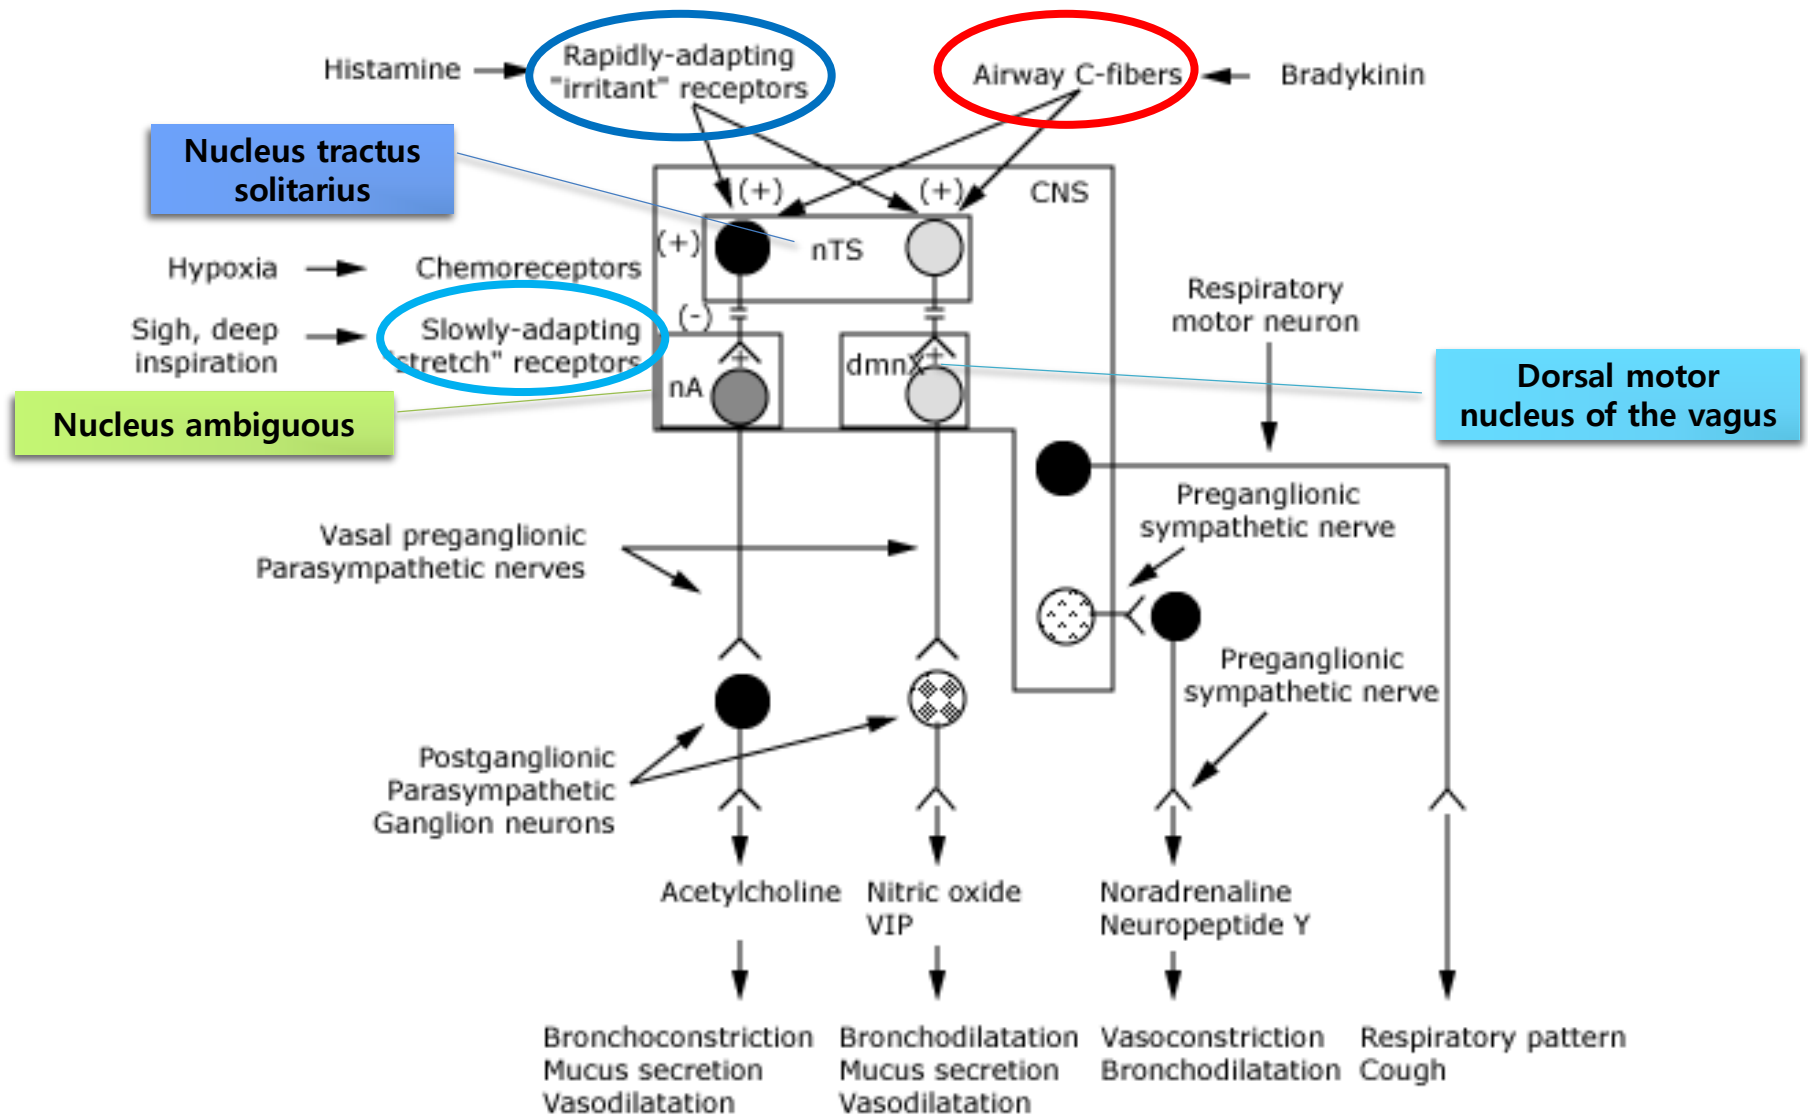 Histamine
Rapidly-adapting
"irritant" receptors
Airway C-fibers
Bradykinin
Nucleus tractus
solitarius
(+)
(+)
CNS
(+)
nTS
Hypoxia
Chemoreceptors
(-)
Sigh, deep
inspiration
Slowly-adapting
"stretch" receptors
Respiratory
motor neuron
+
nA
dmnX
+
Nucleus ambiguous
Dorsal motor
nucleus of the vagus
Preganglionic
sympathetic nerve
Vasal preganglionic
Parasympathetic nerves
Preganglionic
sympathetic nerve
Postganglionic
Parasympathetic
Ganglion neurons
Acetylcholine
Nitric oxide
VIP
Noradrenaline
Neuropeptide Y
Bronchoconstriction
Mucus secretion
Vasodilatation
Bronchodilatation
Mucus secretion
Vasodilatation
Vasoconstriction
Bronchodilatation
Respiratory pattern
Cough